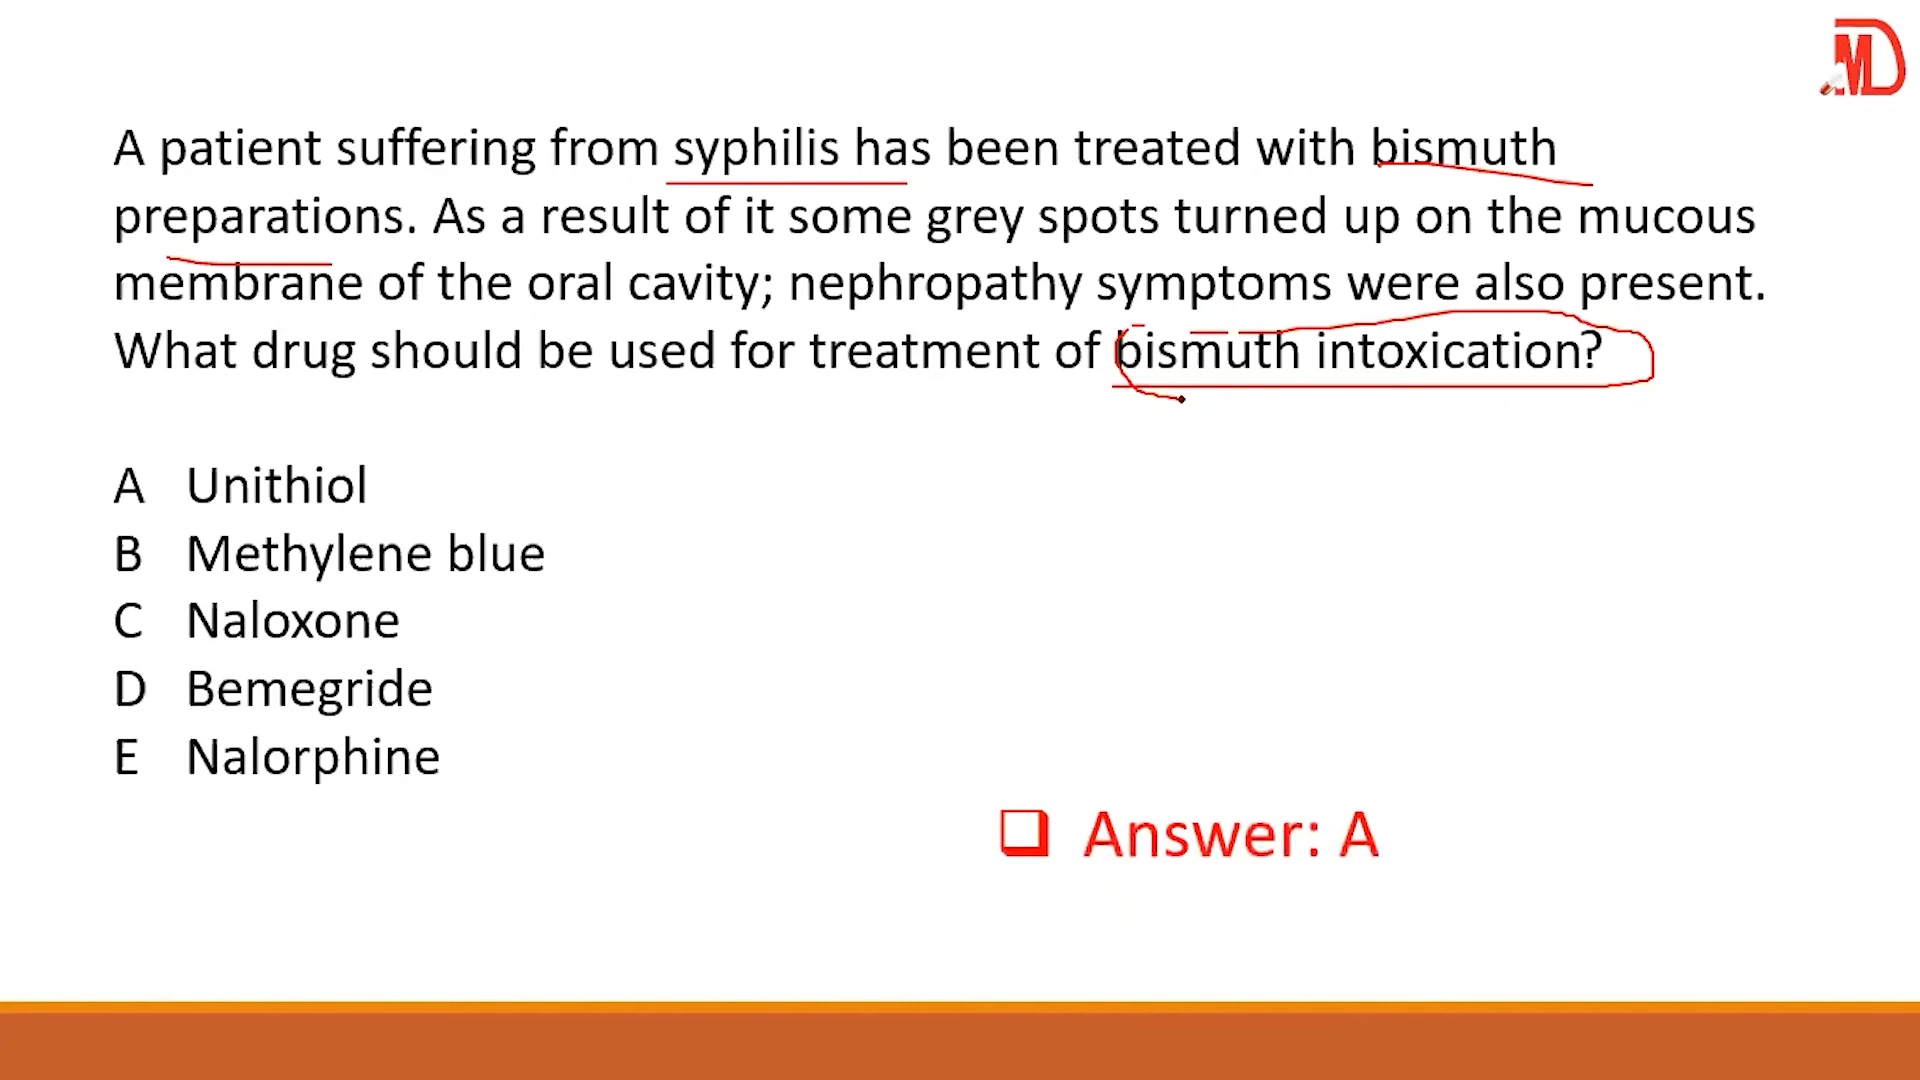 MD
A patient suffering from syphilis has been treated with bismuth
preparations. As a result of it some grey spots turned up on the mucous
membrane of the oral cavity; nephropathy symptoms were also present.
What drug should be used for treatment of bismuth intoxication?
A Unithiol
B Methylene blue
C Naloxone
D Bemegride
E Nalorphine
Answer: A